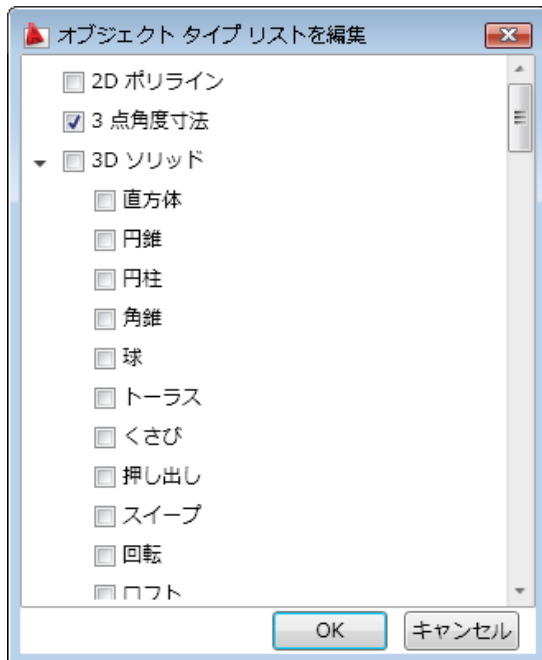 オブジェクト タイプ リストを編集
2D ポリライン
3 点角度寸法
3D ソリッド
直方体
円錐
円柱
角錐
球
トーラス
くさび
押し出し
スイープ
回転
ロフト
OK
キャンセル